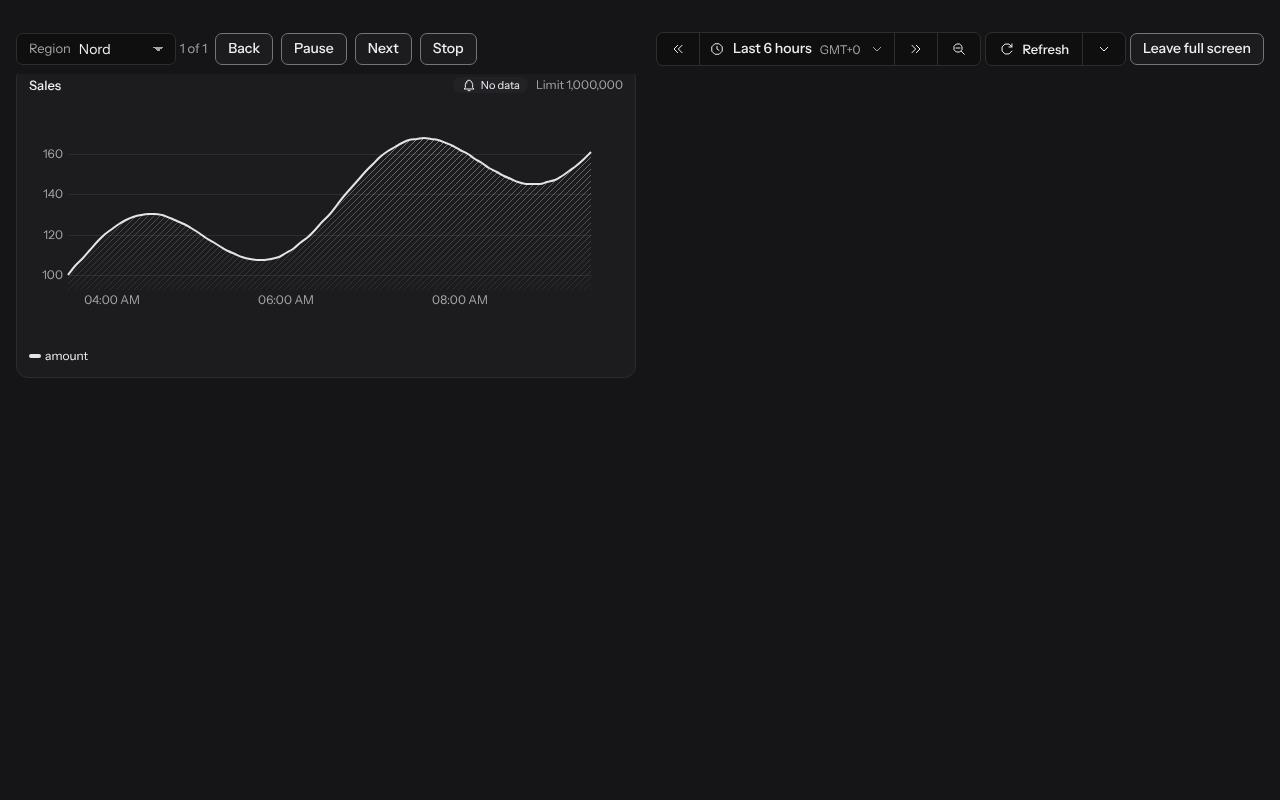 Region Nord 1 of 1 Back Pause Next Stop Last 6 hours GMT+0 Refresh Leave full screen
Sales No data Limit 1,000,000
160
140
120
100
04:00 AM 06:00 AM 08:00 AM
amount